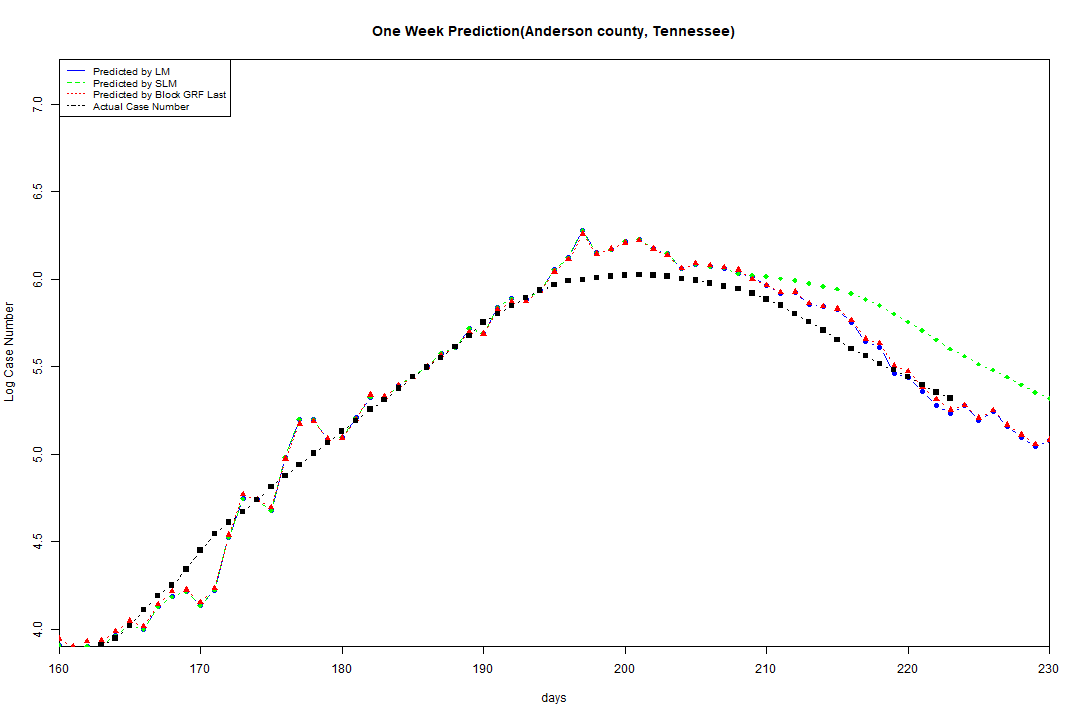 One Week Prediction(Anderson county, Tennessee)
Predicted by LM
Predicted by SLM
Predicted by Block GRF Last
Actual Case Number
7.0
6.5
6.0
5.5
5.0
4.5
4.0
Log Case Number
160 170 180 190 200 210 220 230
days